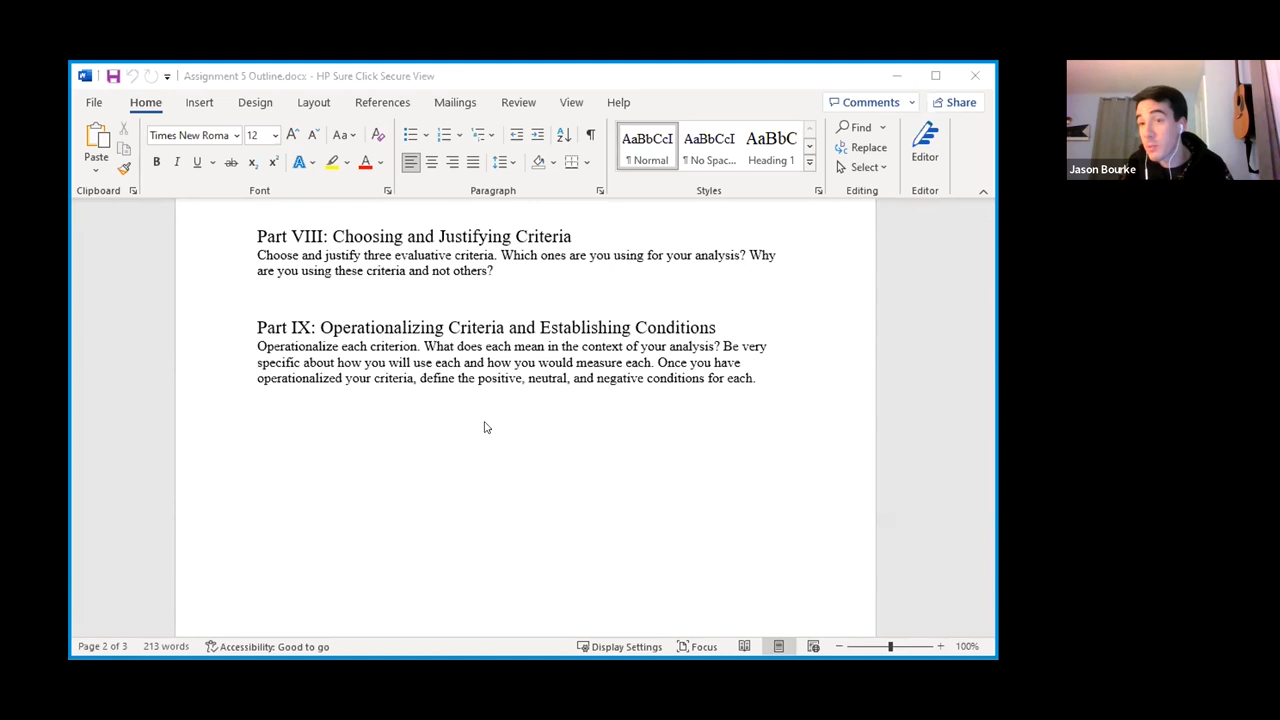 Assignment 5 Outline.docx - HP Sure Click Secure View
File Home Insert Design Layout References Mailings Review View Help Comments Share
Paste
Times New Roma 12
Aa
B I U ab x₂ x² A A
AaBbCcI AaBbCcI AaBbC
¶ Normal ¶ No Spac... Heading 1
Find
Replace
Select
Editor
Clipboard Font Paragraph Styles Editing Editor
Jason Bourke
Part VIII: Choosing and Justifying Criteria
Choose and justify three evaluative criteria. Which ones are you using for your analysis? Why
are you using these criteria and not others?
Part IX: Operationalizing Criteria and Establishing Conditions
Operationalize each criterion. What does each mean in the context of your analysis? Be very
specific about how you will use each and how you would measure each. Once you have
operationalized your criteria, define the positive, neutral, and negative conditions for each.
Page 2 of 3 213 words Accessibility: Good to go Display Settings Focus 100%